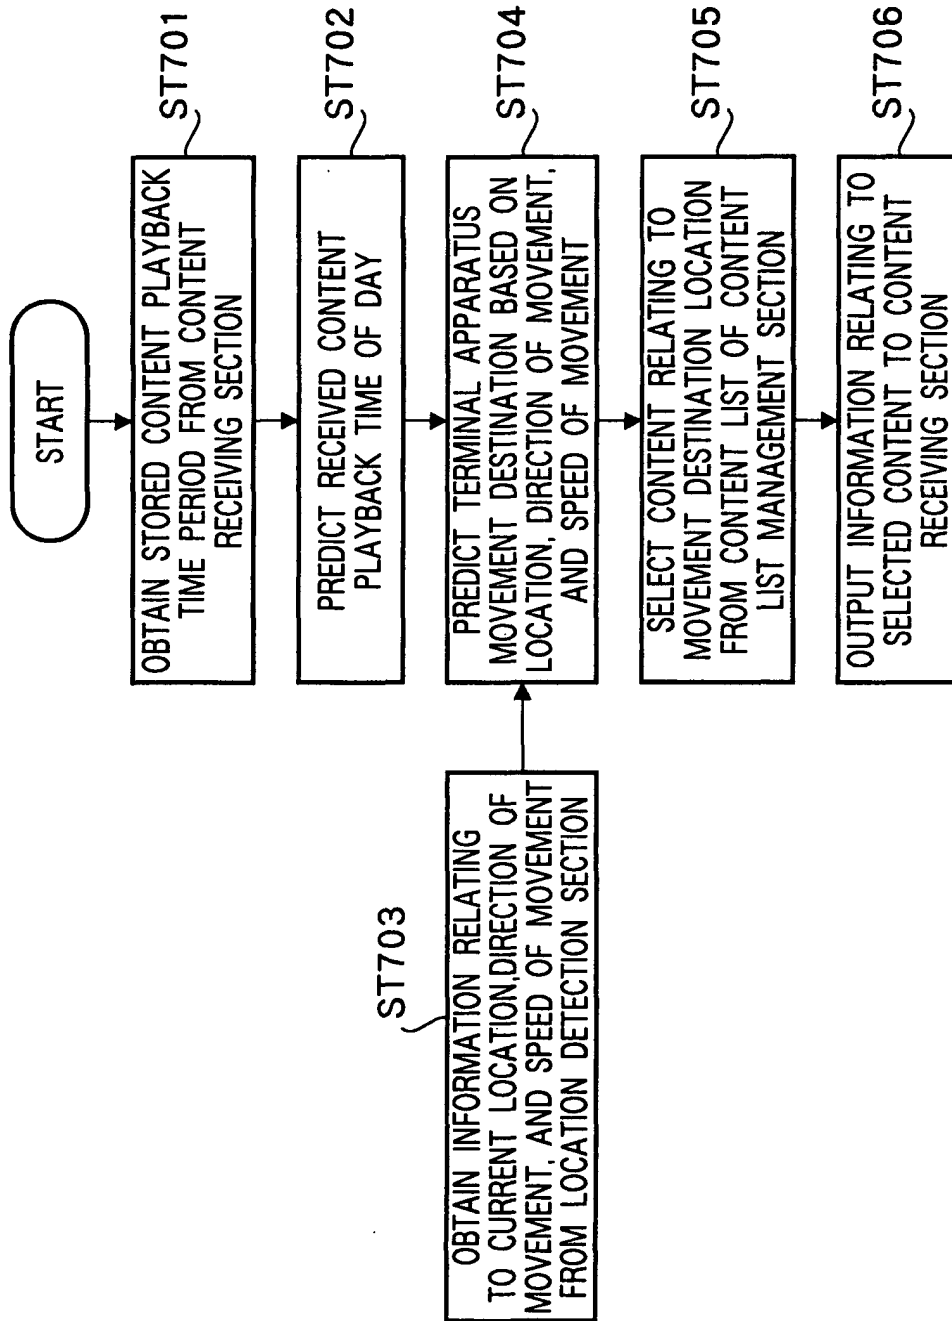 START
ST701
OBTAIN STORED CONTENT PLAYBACK
TIME PERIOD FROM CONTENT
RECEIVING SECTION
ST702
PREDICT RECEIVED CONTENT
PLAYBACK TIME OF DAY
ST703
OBTAIN INFORMATION RELATING
TO CURRENT LOCATION,DIRECTION OF
MOVEMENT, AND SPEED OF MOVEMENT
FROM LOCATION DETECTION SECTION
ST704
PREDICT TERMINAL APPARATUS
MOVEMENT DESTINATION BASED ON
LOCATION, DIRECTION OF MOVEMENT,
AND SPEED OF MOVEMENT
ST705
SELECT CONTENT RELATING TO
MOVEMENT DESTINATION LOCATION
FROM CONTENT LIST OF CONTENT
LIST MANAGEMENT SECTION
ST706
OUTPUT INFORMATION RELATING TO
SELECTED CONTENT TO CONTENT
RECEIVING SECTION